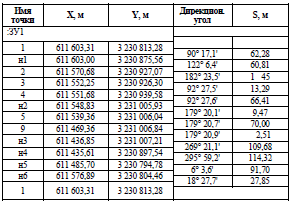 Имя точки X, м Y, м Дирекцион. угол S, м
:ЗУ1
1 611 603,31 3 230 813,28
90° 17,1' 62,28
н1 611 603,00 3 230 875,56
122° 6,4' 60,81
2 611 570,68 3 230 927,07
182° 23,5' 1 45
3 611 552,25 3 230 926,30
92° 27,5' 13,29
4 611 551,68 3 230 939,58
92° 27,6' 66,41
н2 611 548,83 3 231 005,93
179° 20,1' 9,47
5 611 539,36 3 231 006,04
179° 20,7' 70,00
9 611 469,36 3 231 006,84
179° 20,9' 2,51
н3 611 436,85 3 231 007,21
269° 21,1' 109,68
н4 611 435,61 3 230 897,54
295° 59,2' 114,32
н5 611 485,70 3 230 794,78
6° 3,6' 91,70
н6 611 576,89 3 230 804,46
18° 27,7' 27,85
1 611 603,31 3 230 813,28